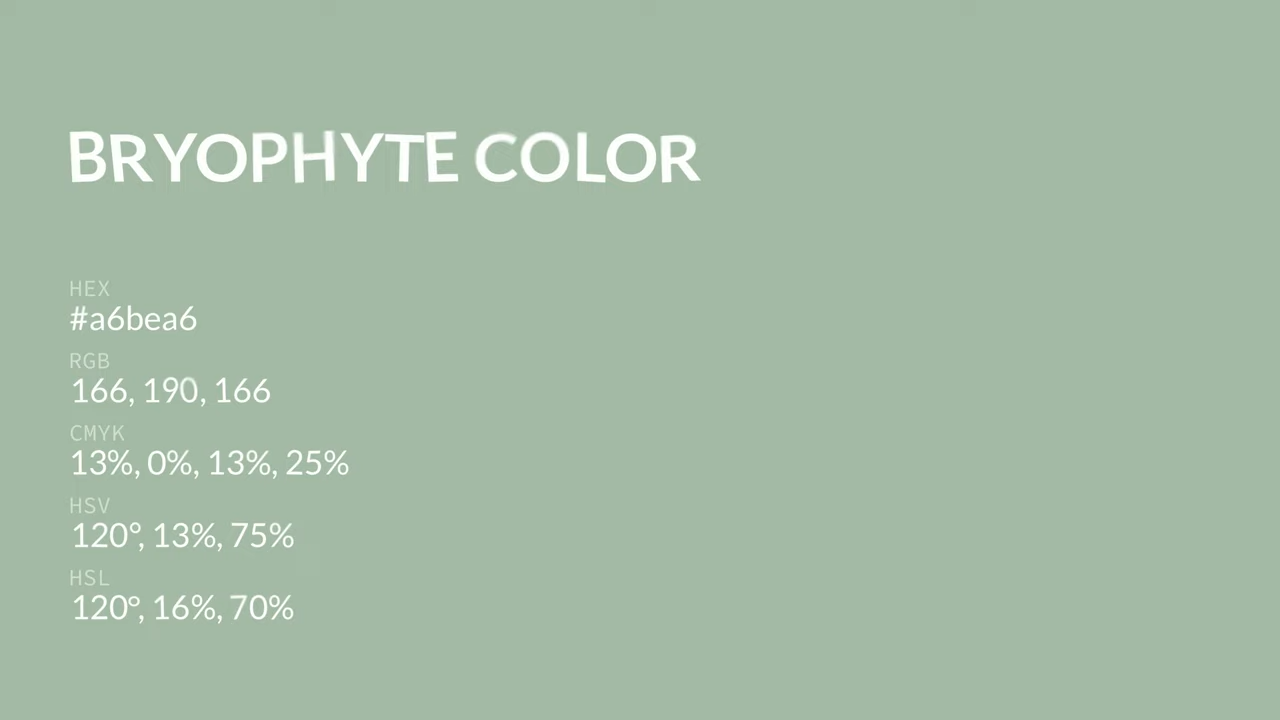 BRYOPHYTE COLOR
HEX
#a6bea6
RGB
166, 190, 166
CMYK
13%, 0%, 13%, 25%
HSV
120°, 13%, 75%
HSL
120°, 16%, 70%